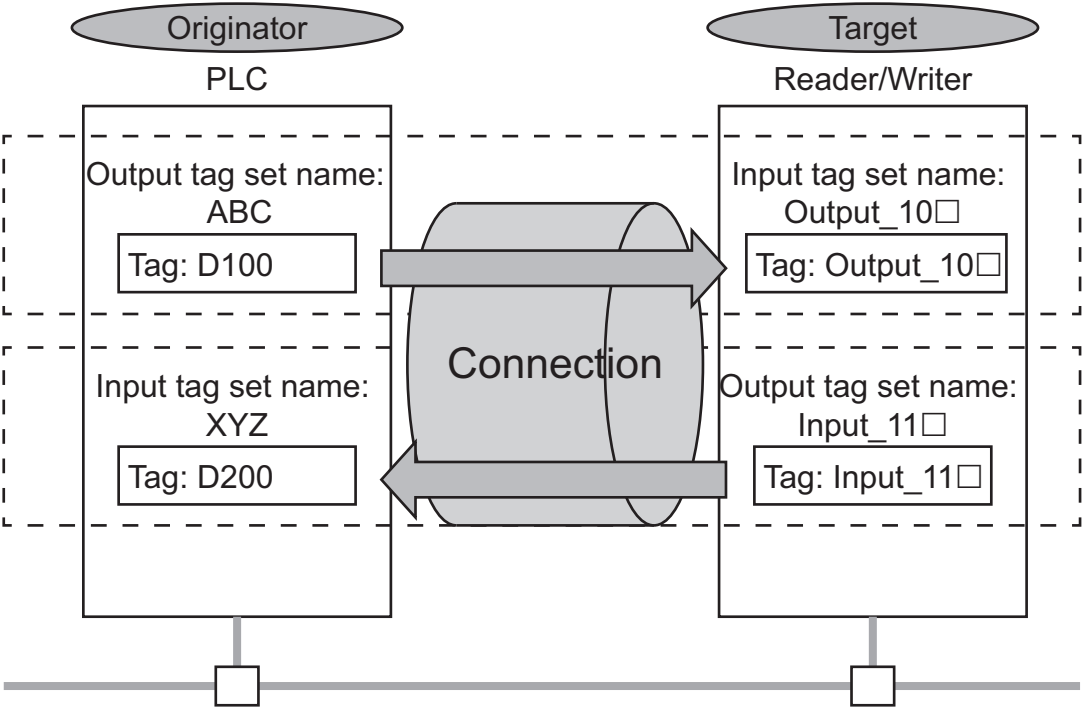 Originator
PLC
Output tag set name:
ABC
Tag: D100
Input tag set name:
XYZ
Tag: D200
Connection
Target
Reader/Writer
Input tag set name:
Output_10□
Tag: Output_10□
Output tag set name:
Input_11□
Tag: Input_11□